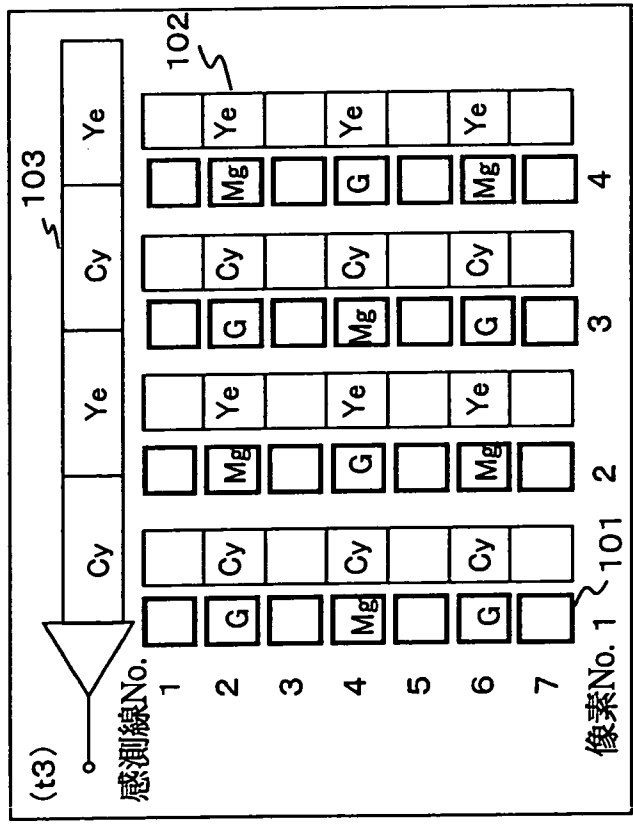 (t3)
103
Cy Ye Cy Ye
102
感測線No.
1
2 G Cy Mg Ye G Cy Mg Ye
3
4 Mg Cy G Ye Mg Cy G Ye
5
6 G Cy Mg Ye G Cy Mg Ye
7
像素No. 1 2 3 4
101